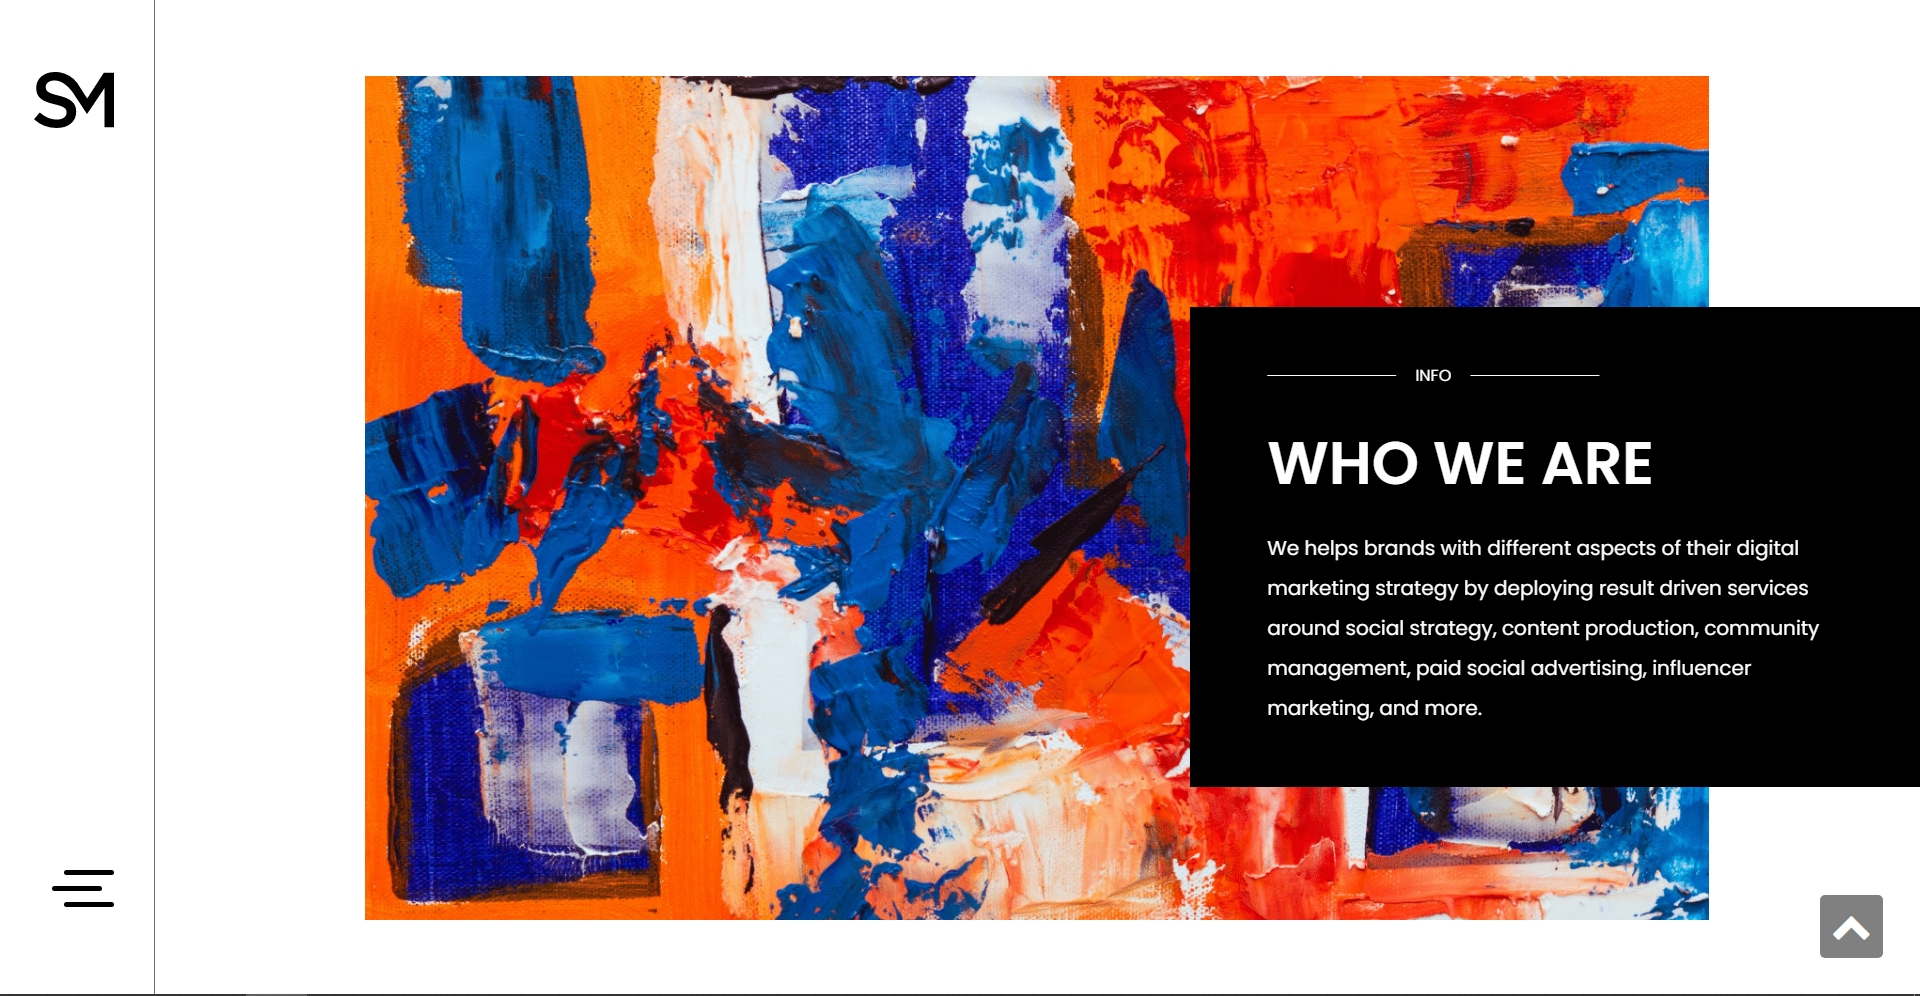 SM
INFO
WHO WE ARE
We helps brands with different aspects of their digital
marketing strategy by deploying result driven services
around social strategy, content production, community
management, paid social advertising, influencer
marketing, and more.